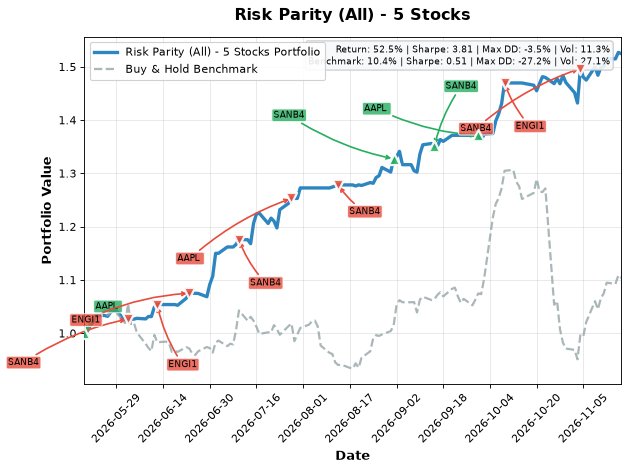 Risk Parity (All) - 5 Stocks
Risk Parity (All) - 5 Stocks Portfolio
Buy & Hold Benchmark
Return: 52.5% | Sharpe: 3.81 | Max DD: -3.5% | Vol: 11.3%
Benchmark: 10.4% | Sharpe: 0.51 | Max DD: -27.2% | Vol: 27.1%
Portfolio Value
1.5
1.4
1.3
1.2
1.1
1.0
SANB4
AAPL
SANB4
SANB4
ENGI1
SANB4
AAPL
SANB4
AAPL
ENGI1
SANB4
ENGI1
2026-05-29
2026-06-14
2026-06-30
2026-07-16
2026-08-01
2026-08-17
2026-09-02
2026-09-18
2026-10-04
2026-10-20
2026-11-05
Date